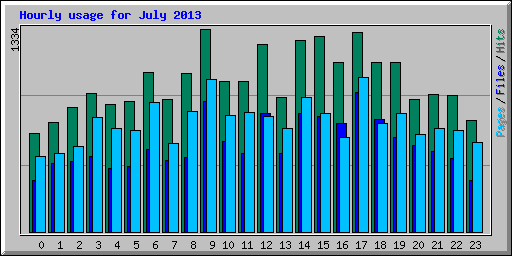 Hourly usage for July 2013
1334
Pages/Files/Hits
0 1 2 3 4 5 6 7 8 9 10 11 12 13 14 15 16 17 18 19 20 21 22 23